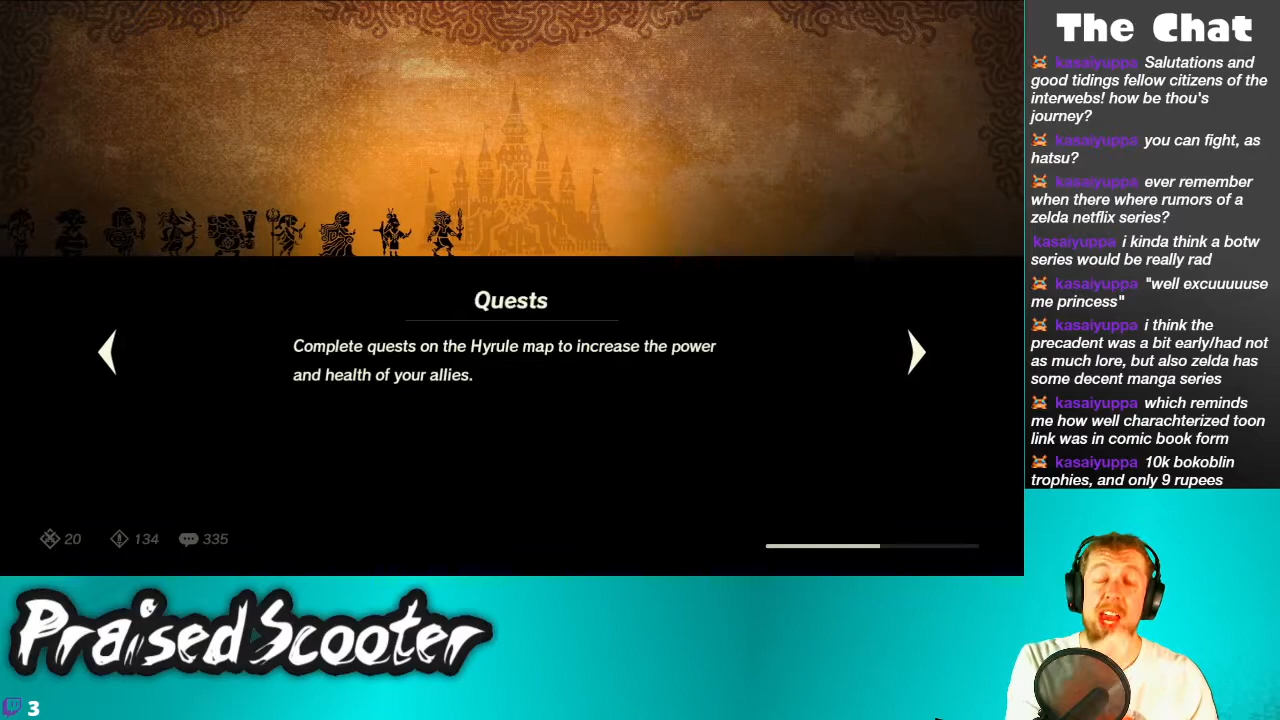 The Chat
kasaiyuppa Salutations and
good tidings fellow citizens of the
interwebs! how be thou's
journey?
kasaiyuppa you can fight, as
hatsu?
kasaiyuppa ever remember
when there where rumors of a
zelda netflix series?
kasaiyuppa i kinda think a botw
series would be really rad
kasaiyuppa "well excuuuuuse
me princess"
kasaiyuppa i think the
precadent was a bit early/had not
as much lore, but also zelda has
some decent manga series
kasaiyuppa which reminds
me how well charachterized toon
link was in comic book form
kasaiyuppa 10k bokoblin
trophies, and only 9 rupees
Quests
Complete quests on the Hyrule map to increase the power
and health of your allies.
20 134 335
PraisedScooter
3